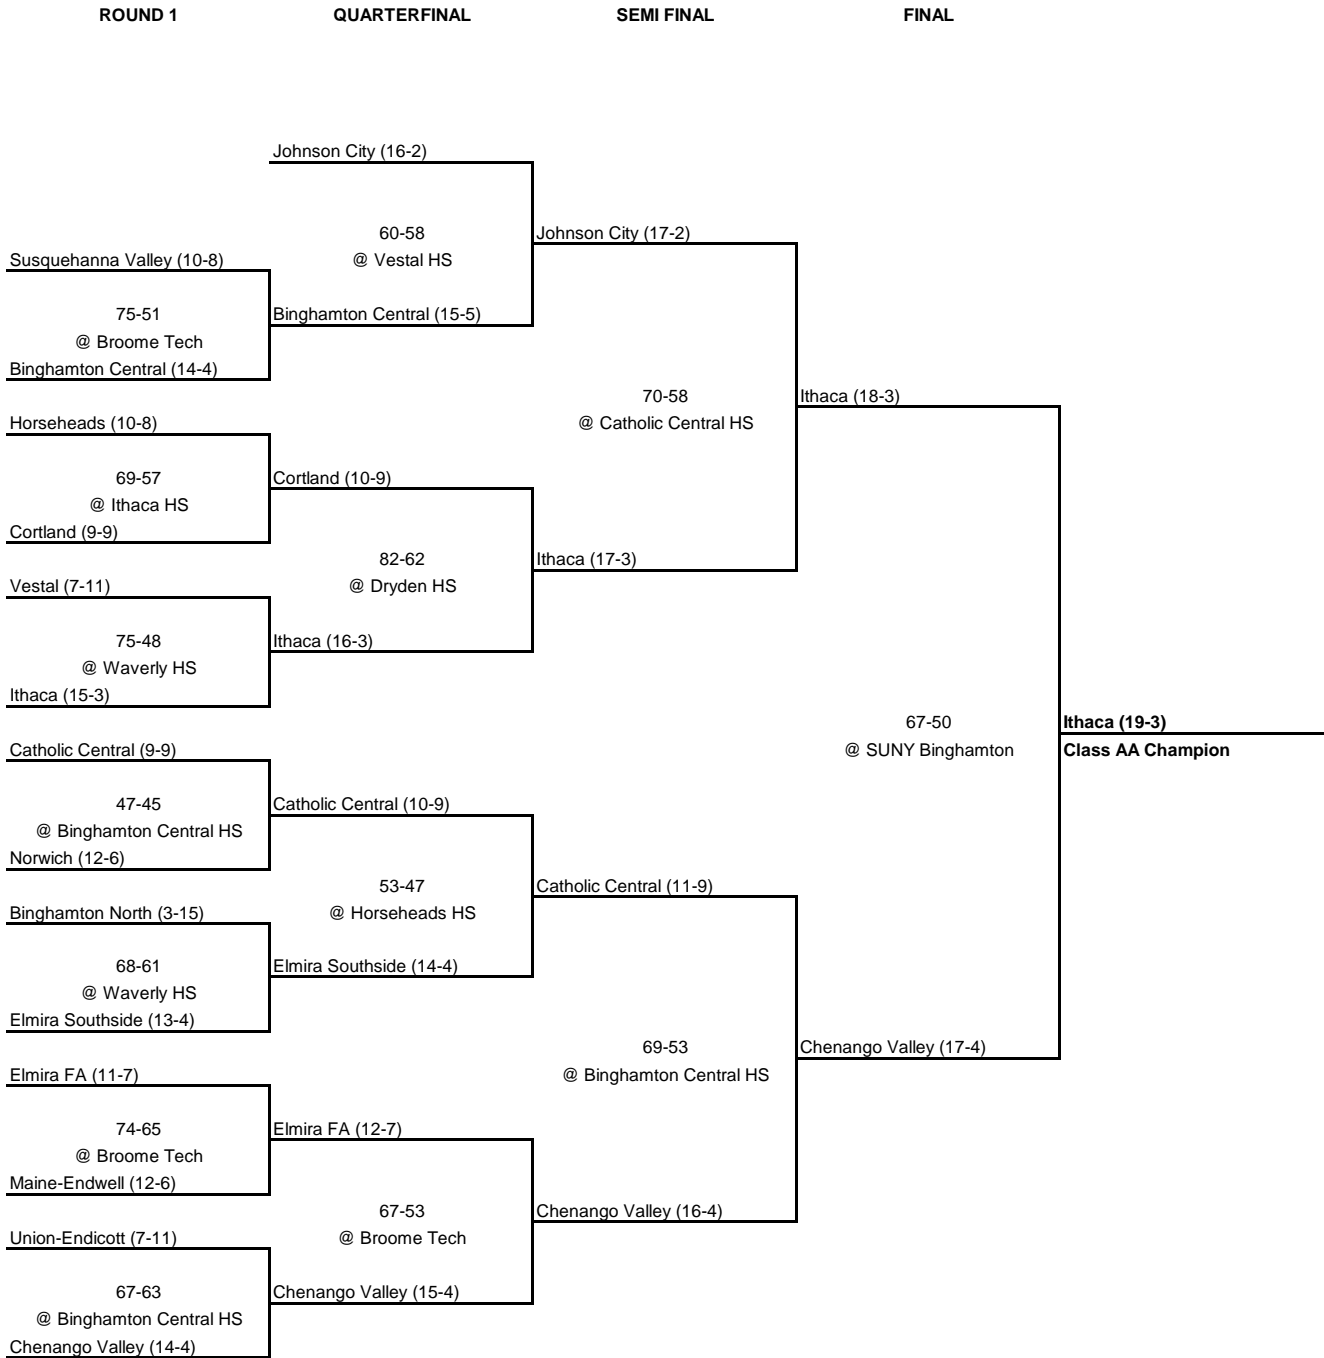 ROUND 1 QUARTERFINAL SEMI FINAL FINAL
Johnson City (16-2)
60-58 Johnson City (17-2)
Susquehanna Valley (10-8) @ Vestal HS
75-51 Binghamton Central (15-5)
@ Broome Tech
Binghamton Central (14-4)
70-58 Ithaca (18-3)
Horseheads (10-8) @ Catholic Central HS
69-57 Cortland (10-9)
@ Ithaca HS
Cortland (9-9)
82-62 Ithaca (17-3)
Vestal (7-11) @ Dryden HS
75-48 Ithaca (16-3)
@ Waverly HS
Ithaca (15-3)
67-50 Ithaca (19-3)
Catholic Central (9-9) @ SUNY Binghamton Class AA Champion
47-45 Catholic Central (10-9)
@ Binghamton Central HS
Norwich (12-6)
53-47 Catholic Central (11-9)
Binghamton North (3-15) @ Horseheads HS
68-61 Elmira Southside (14-4)
@ Waverly HS
Elmira Southside (13-4)
69-53 Chenango Valley (17-4)
Elmira FA (11-7) @ Binghamton Central HS
74-65 Elmira FA (12-7)
@ Broome Tech
Maine-Endwell (12-6)
67-53 Chenango Valley (16-4)
Union-Endicott (7-11) @ Broome Tech
67-63 Chenango Valley (15-4)
@ Binghamton Central HS
Chenango Valley (14-4)